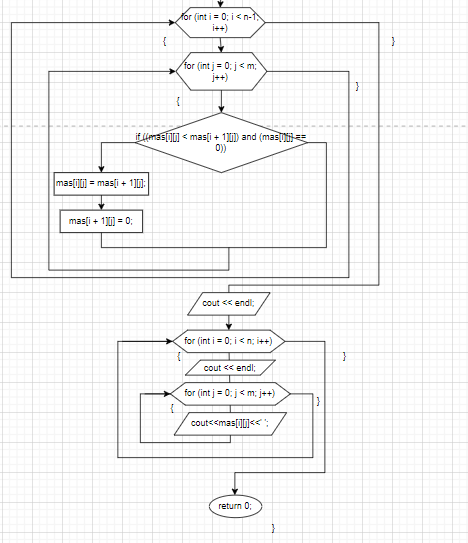 for (int i = 0; i < n-1;
i++)
{
}
for (int j = 0; j < m;
j++)
}
{
if ((mas[i][j] < mas[i + 1][j]) and (mas[i][j] ==
0))
mas[i][j] = mas[i + 1][j];
mas[i + 1][j] = 0;
cout << endl;
for (int i = 0; i < n; i++)
{
}
cout << endl;
for (int j = 0; j < m; j++)
}
{
cout<<mas[i][j]<<' ';
return 0;
}